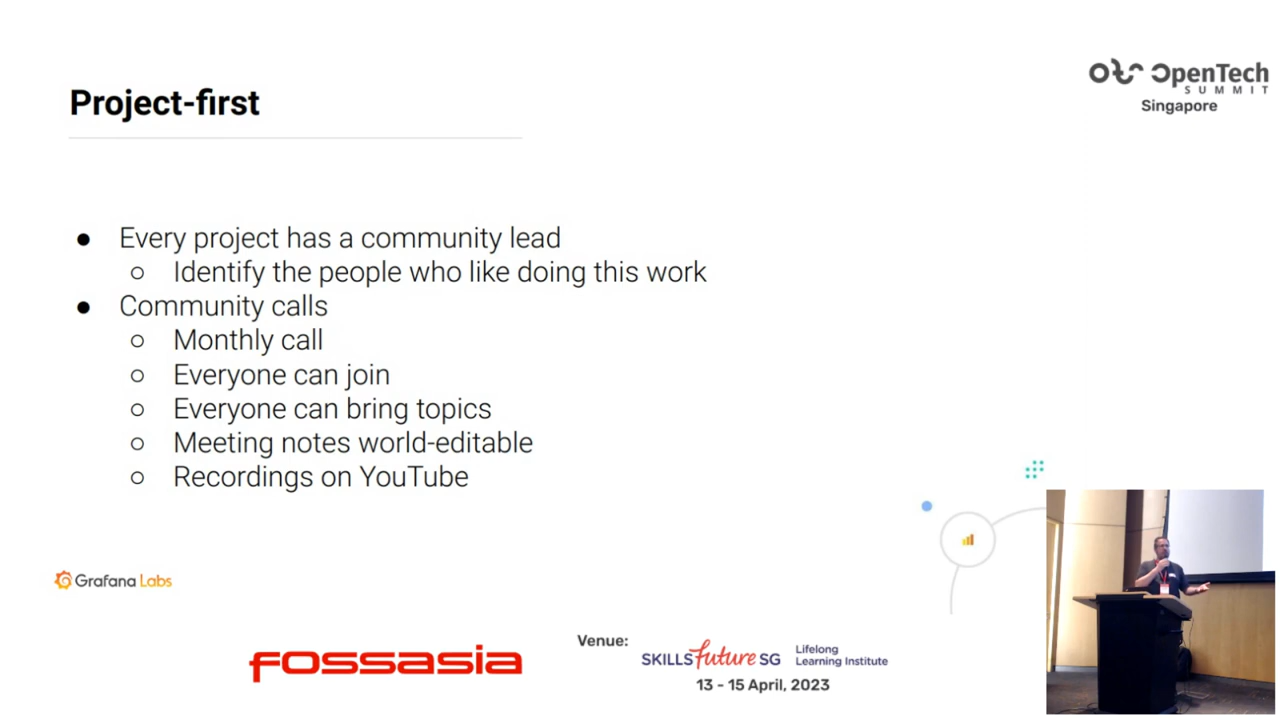 OpenTech
SUMMIT
Singapore
Project-first
● Every project has a community lead
○ Identify the people who like doing this work
● Community calls
○ Monthly call
○ Everyone can join
○ Everyone can bring topics
○ Meeting notes world-editable
○ Recordings on YouTube
Grafana Labs
fossasia
Venue:
SKILLSfuture SG
Lifelong
Learning Institute
13 - 15 April, 2023